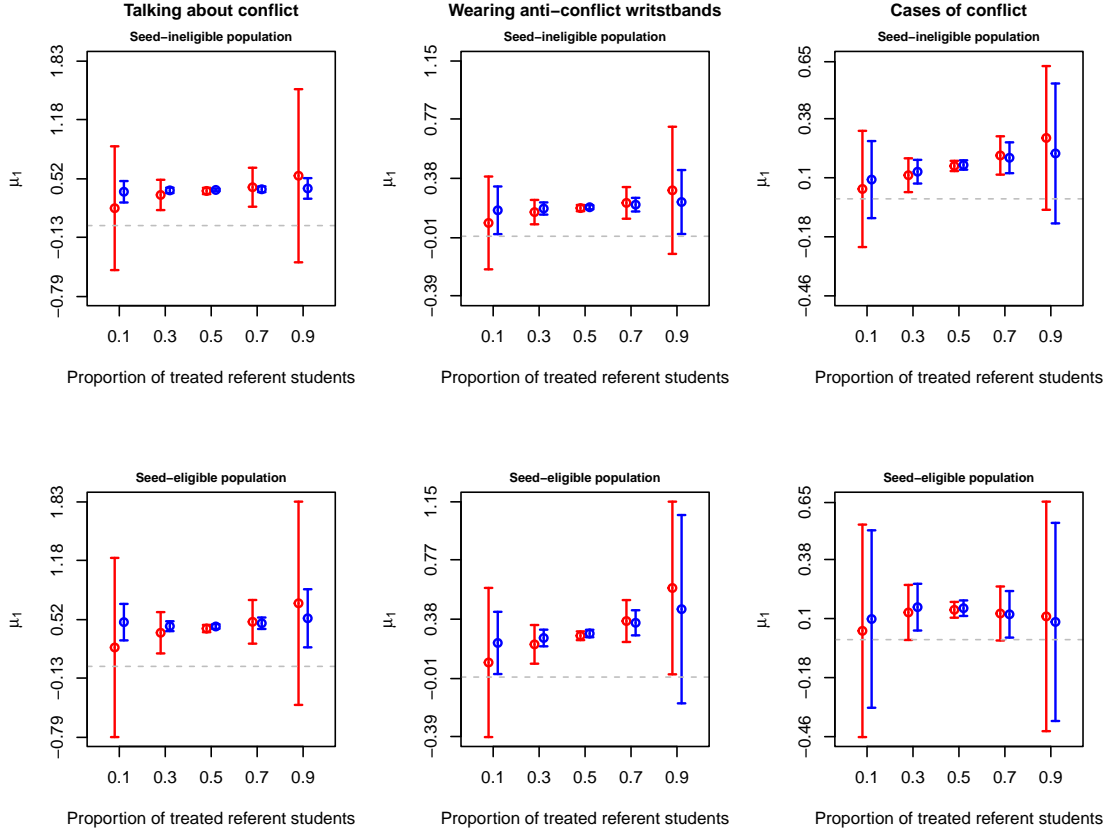 Talking about conflict
Wearing anti−conflict writstbands
Cases of conflict
Seed−ineligible population
Seed−ineligible population
Seed−ineligible population
μ1
1.83
1.18
0.52
−0.13
−0.79
0.1 0.3 0.5 0.7 0.9
Proportion of treated referent students
μ1
1.15
0.77
0.38
−0.01
−0.39
0.1 0.3 0.5 0.7 0.9
Proportion of treated referent students
μ1
0.65
0.38
0.1
−0.18
−0.46
0.1 0.3 0.5 0.7 0.9
Proportion of treated referent students
Seed−eligible population
Seed−eligible population
Seed−eligible population
μ1
1.83
1.18
0.52
−0.13
−0.79
0.1 0.3 0.5 0.7 0.9
Proportion of treated referent students
μ1
1.15
0.77
0.38
−0.01
−0.39
0.1 0.3 0.5 0.7 0.9
Proportion of treated referent students
μ1
0.65
0.38
0.1
−0.18
−0.46
0.1 0.3 0.5 0.7 0.9
Proportion of treated referent students